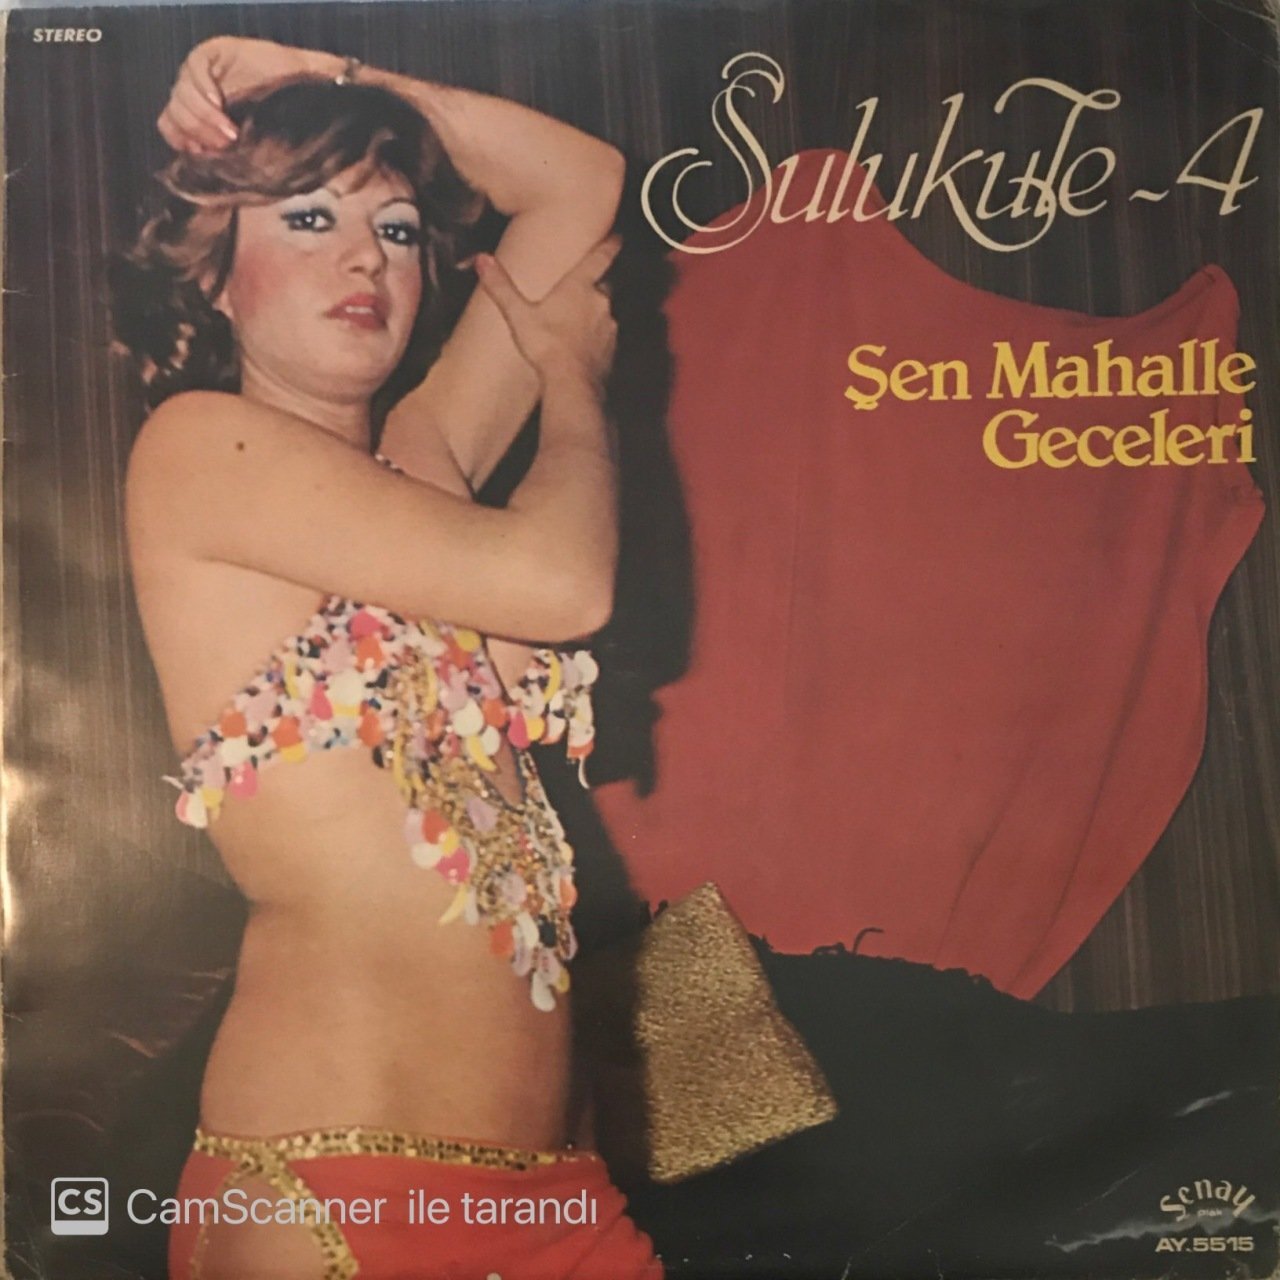 STEREO
Sulukule-4
Şen Mahalle
Geceleri
CS CamScanner ile tarandı
Şenay
Plak
AY.5515